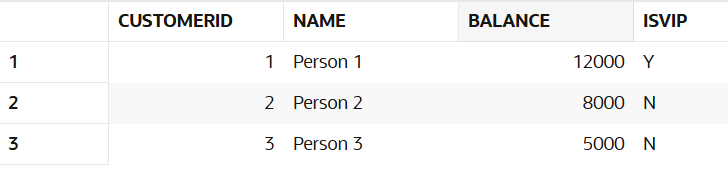 CUSTOMERID NAME BALANCE ISVIP
1 1 Person 1 12000 Y
2 2 Person 2 8000 N
3 3 Person 3 5000 N